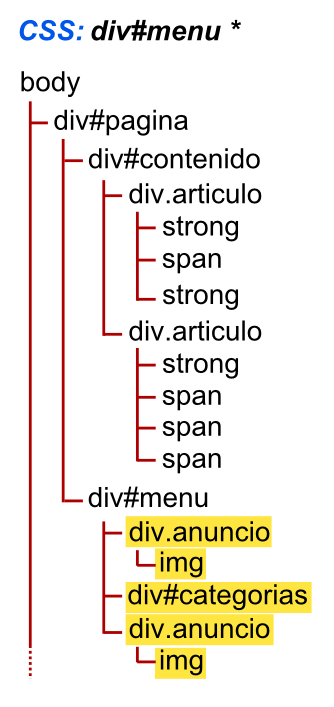 CSS: div#menu *
body
div#pagina
div#contenido
div.articulo
strong
span
strong
div.articulo
strong
span
span
span
div#menu
div.anuncio
img
div#categorias
div.anuncio
img